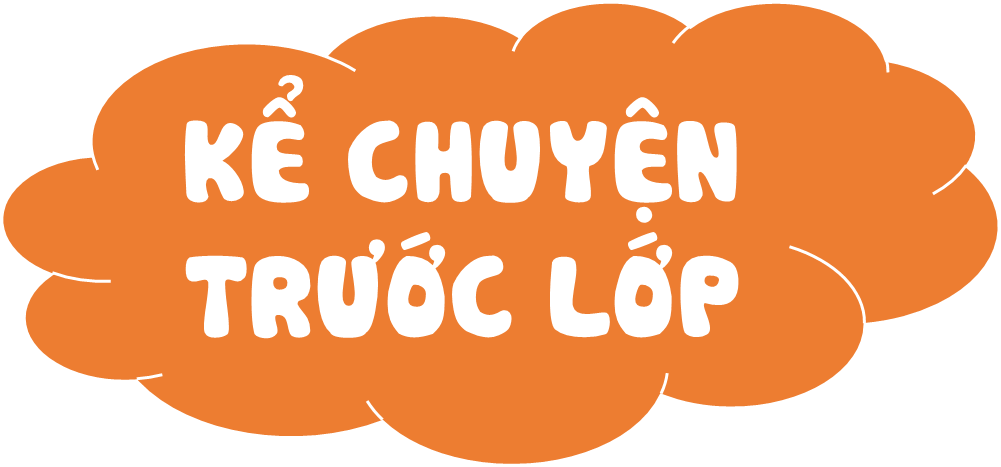 KỂ CHUYỆN
TRƯỚC LỚP